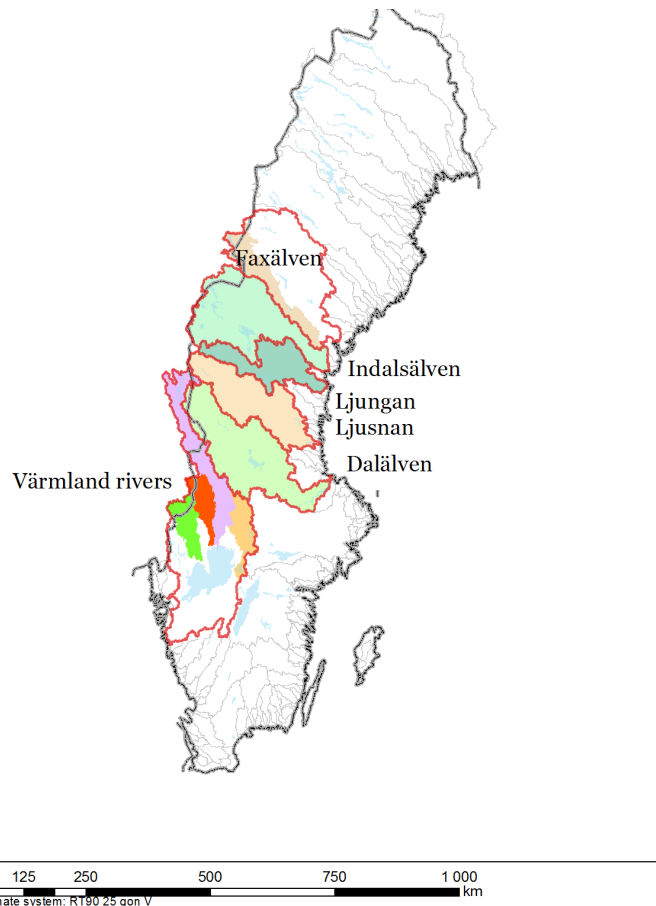 Faxälven
Indalsälven
Ljungan
Ljusnan
Dalälven
Värmland rivers
125 250 500 750 1 000
km
nate system: RT90 25 gon V